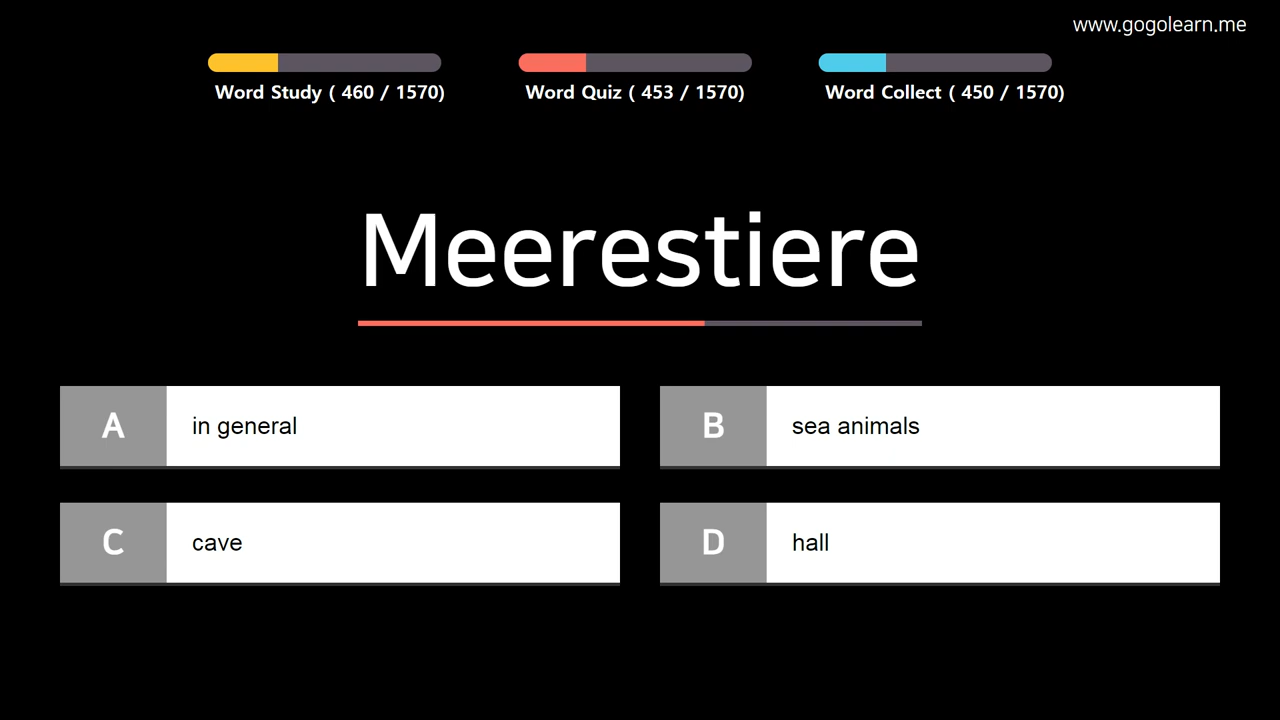 www.gogolearn.me
Word Study ( 460 / 1570)
Word Quiz ( 453 / 1570)
Word Collect ( 450 / 1570)
Meerestiere
A in general
B sea animals
C cave
D hall